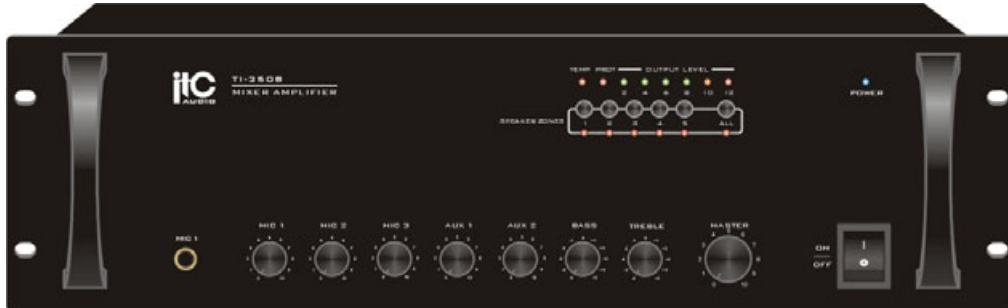 itC
AUDIO
TI-350B
MIXER AMPLIFIER
TEMP PROT OUTPUT LEVEL
2 4 6 8 10 12
POWER
SPEAKER ZONES
1 2 3 4 5 ALL
MIC 1
MIC 1 MIC 2 MIC 3 AUX 1 AUX 2 BASS TREBLE MASTER
ON
OFF
I
O